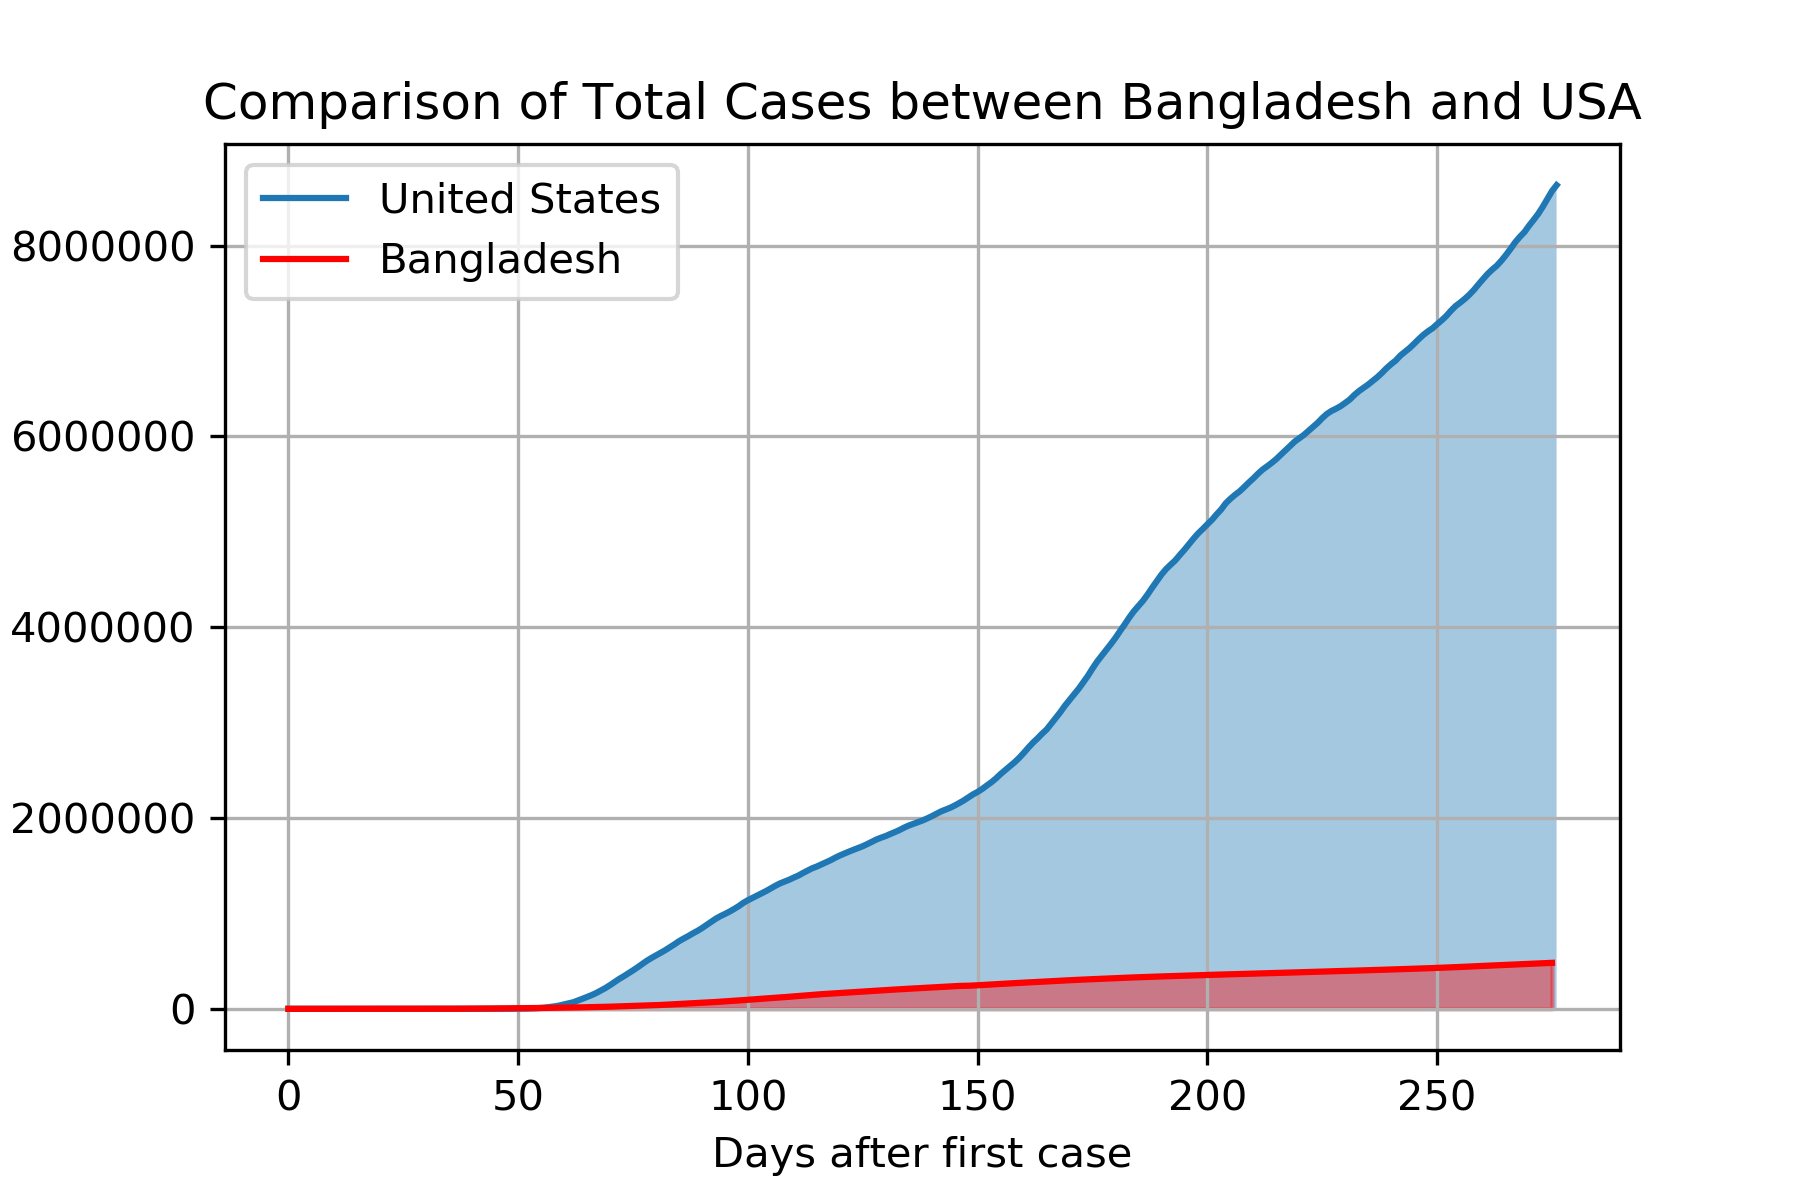 Comparison of Total Cases between Bangladesh and USA
United States
Bangladesh
8000000
6000000
4000000
2000000
0
0 50 100 150 200 250
Days after first case